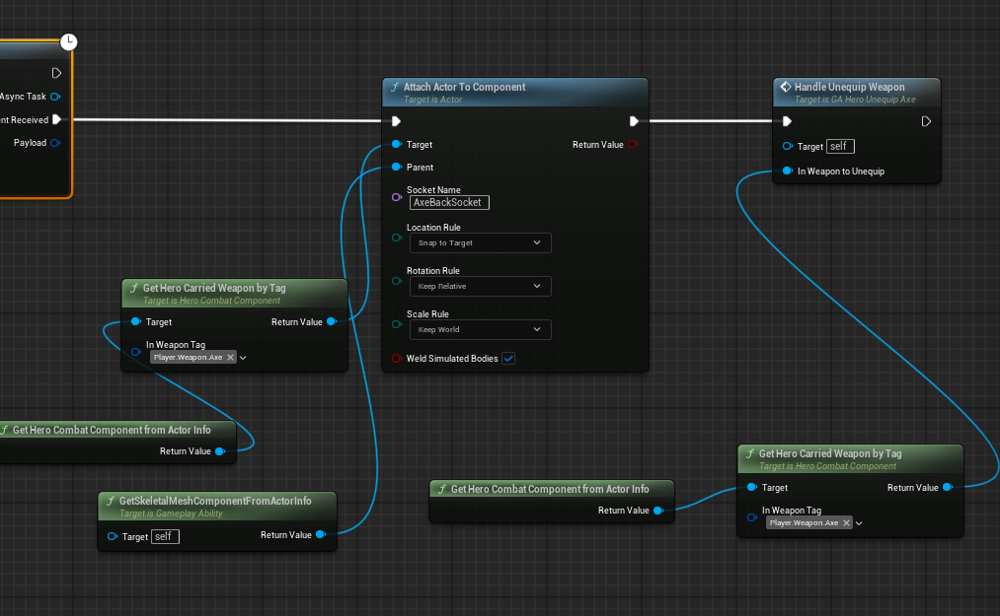 Async Task
nt Received
Payload
Attach Actor To Component
Target is Actor
Target
Return Value
Parent
Socket Name
AxeBackSocket
Location Rule
Snap to Target
Rotation Rule
Keep Relative
Scale Rule
Keep World
Weld Simulated Bodies
Handle Unequip Weapon
Target is GA Hero Unequip Axe
Target self
In Weapon to Unequip
Get Hero Carried Weapon by Tag
Target is Hero Combat Component
Target
Return Value
In Weapon Tag
Player.Weapon.Axe
Get Hero Combat Component from Actor Info
Return Value
GetSkeletalMeshComponentFromActorInfo
Target is Gameplay Ability
Target self
Return Value
Get Hero Combat Component from Actor Info
Return Value
Get Hero Carried Weapon by Tag
Target is Hero Combat Component
Target
Return Value
In Weapon Tag
Player.Weapon.Axe